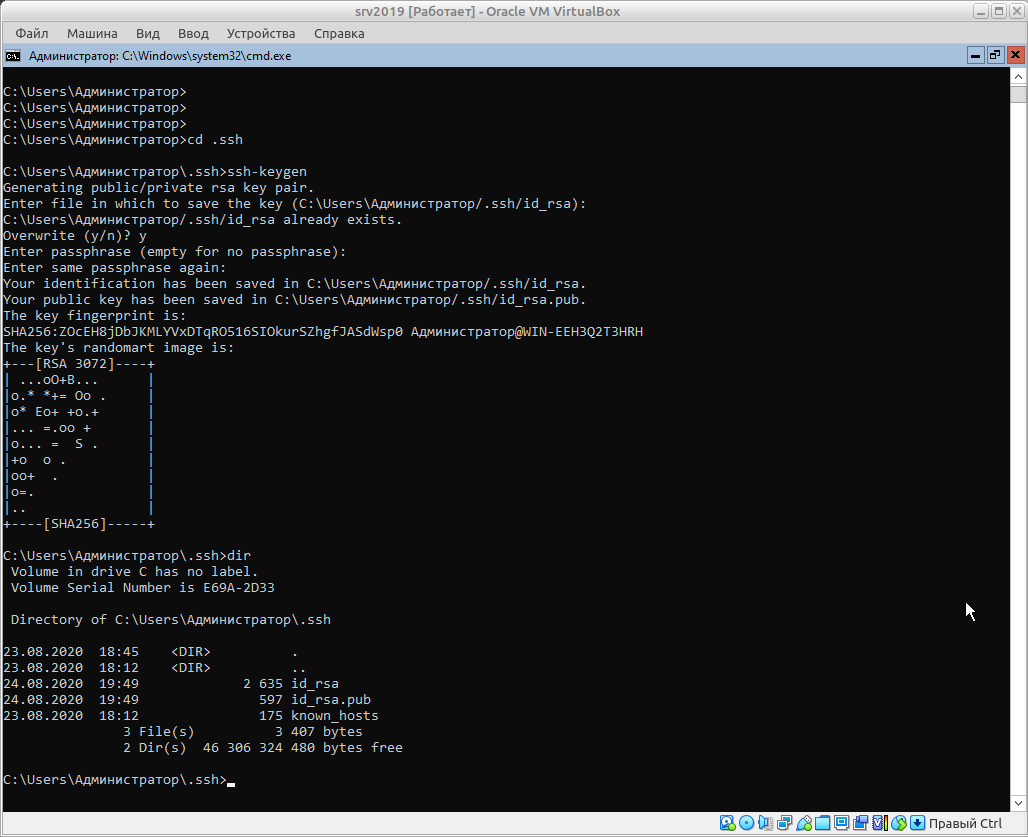 srv2019 [Работает] - Oracle VM VirtualBox
Файл Машина Вид Ввод Устройства Справка
Администратор: C:\Windows\system32\cmd.exe
C:\Users\Администратор>
C:\Users\Администратор>
C:\Users\Администратор>
C:\Users\Администратор>cd .ssh
C:\Users\Администратор\.ssh>ssh-keygen
Generating public/private rsa key pair.
Enter file in which to save the key (C:\Users\Администратор/.ssh/id_rsa):
C:\Users\Администратор/.ssh/id_rsa already exists.
Overwrite (y/n)? y
Enter passphrase (empty for no passphrase):
Enter same passphrase again:
Your identification has been saved in C:\Users\Администратор/.ssh/id_rsa.
Your public key has been saved in C:\Users\Администратор/.ssh/id_rsa.pub.
The key fingerprint is:
SHA256:ZOcEH8jDbJKMLYVxDTqRO516SIOkurSZhgfJASdWsp0 Администратор@WIN-EEH3Q2T3HRH
The key's randomart image is:
+---[RSA 3072]----+
| ...oO+B...      |
|o.* *+= Oo .     |
|o* Eo+ +o.+      |
|... =.oo +       |
|o... =  S .      |
|+o  o .          |
|oo+  .           |
|o=.              |
|..               |
+----[SHA256]-----+
C:\Users\Администратор\.ssh>dir
Volume in drive C has no label.
Volume Serial Number is E69A-2D33
Directory of C:\Users\Администратор\.ssh
23.08.2020  18:45    <DIR>          .
23.08.2020  18:12    <DIR>          ..
24.08.2020  19:49             2 635 id_rsa
24.08.2020  19:49               597 id_rsa.pub
23.08.2020  18:12               175 known_hosts
3 File(s)          3 407 bytes
2 Dir(s)  46 306 324 480 bytes free
C:\Users\Администратор\.ssh>
Правый Ctrl